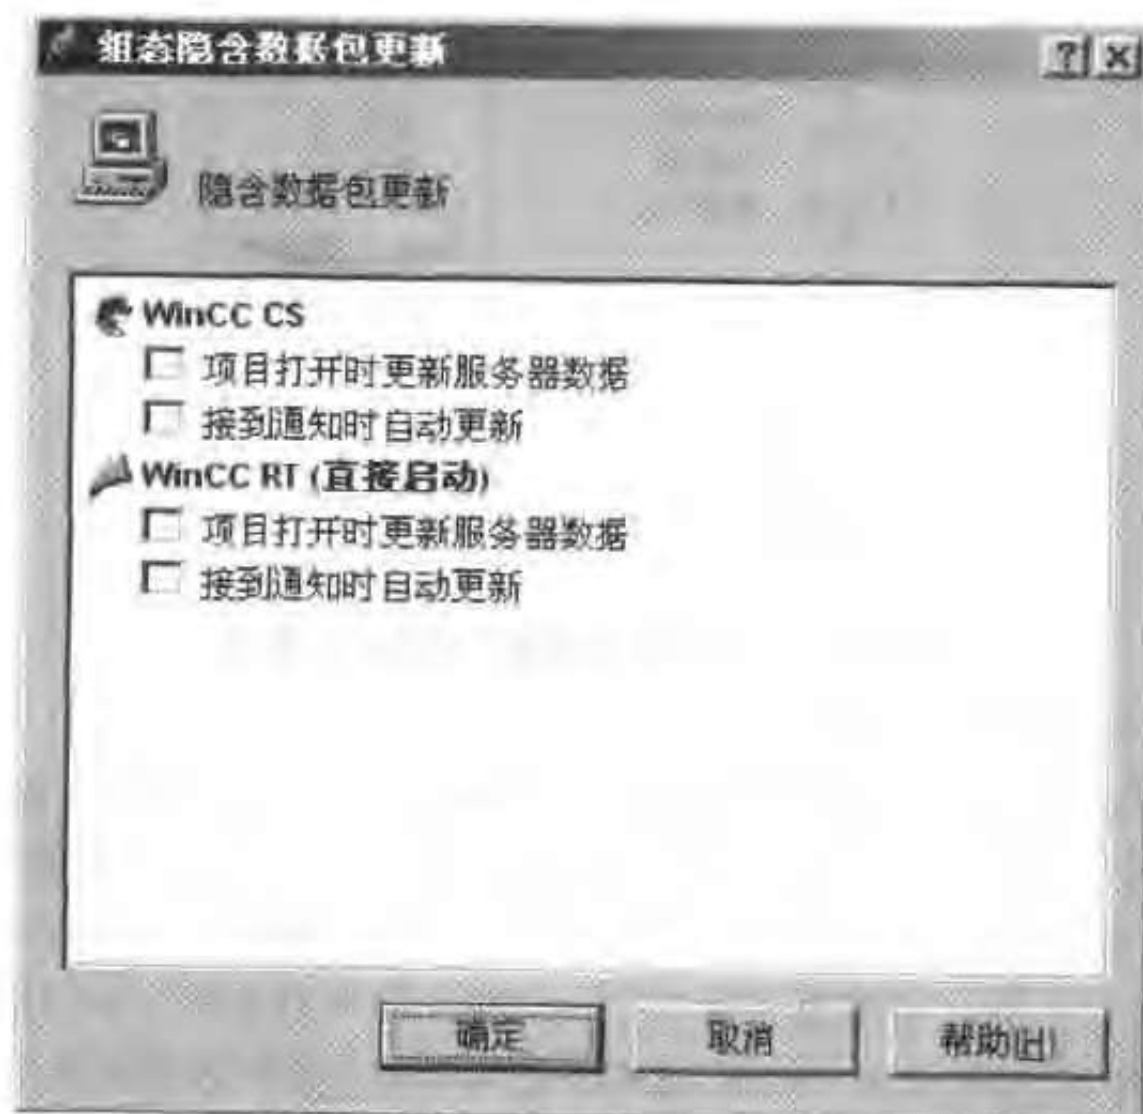 组态隐含数据包更新
隐含数据包更新
WinCC CS
项目打开时更新服务器数据
接到通知时自动更新
WinCC RT (直接启动)
项目打开时更新服务器数据
接到通知时自动更新
确定 取消 帮助(H)